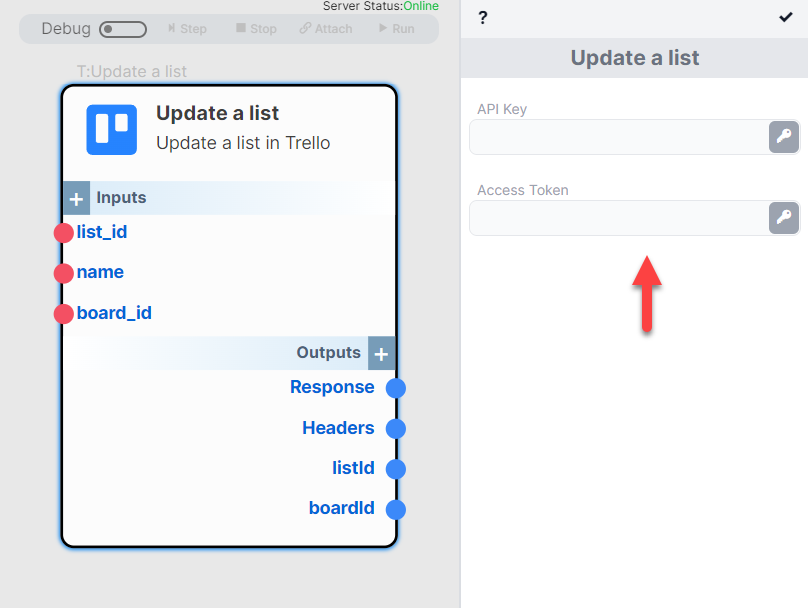 Server Status:Online
Debug Step Stop Attach Run
T:Update a list
Update a list
Update a list in Trello
+ Inputs
list_id
name
board_id
Outputs +
Response
Headers
listId
boardId
?
Update a list
API Key
Access Token